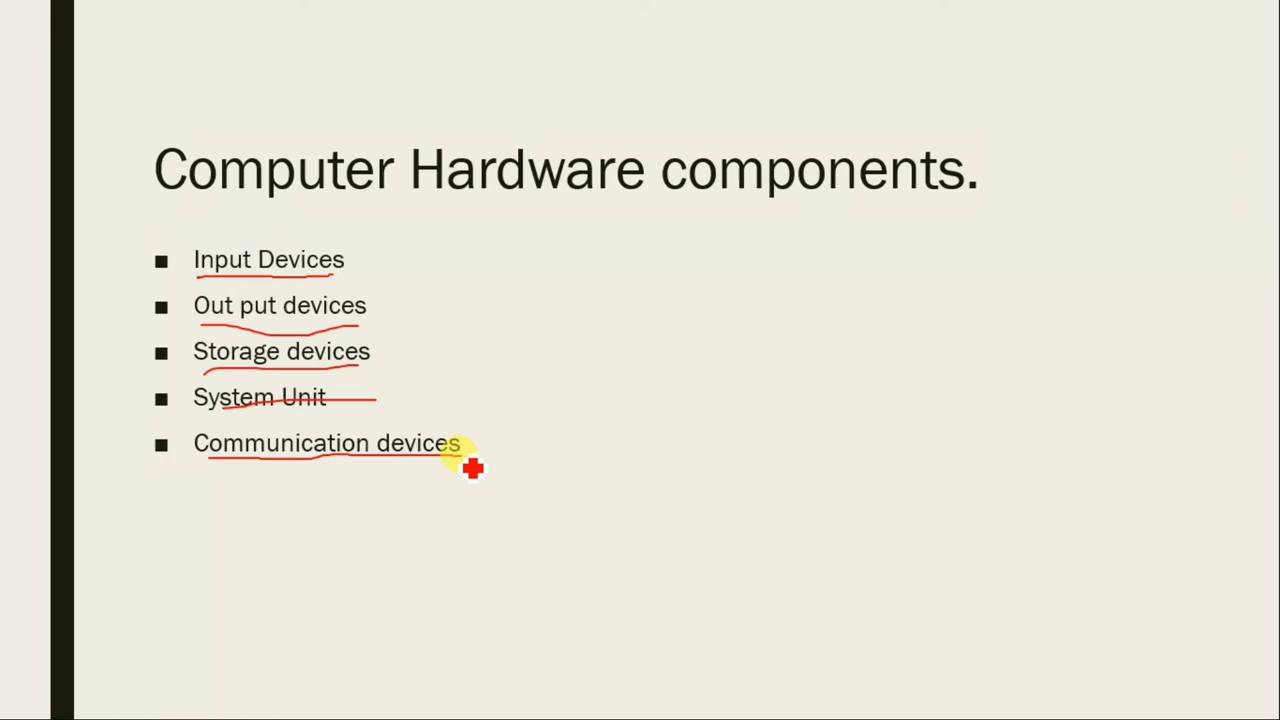 Computer Hardware components.
■ Input Devices
■ Out put devices
■ Storage devices
■ System Unit
■ Communication devices